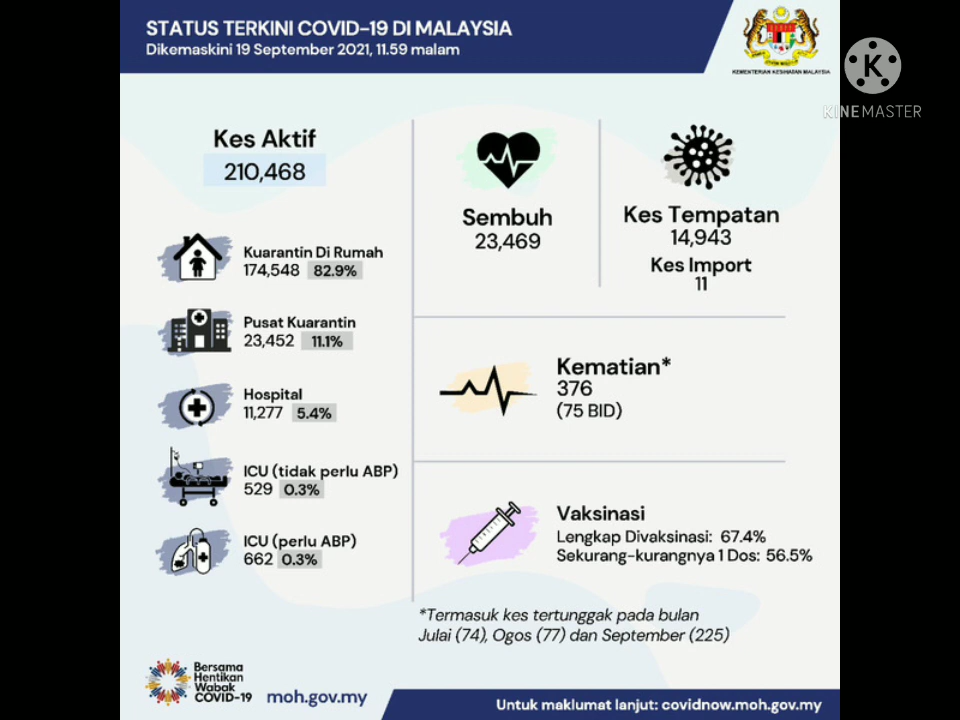 STATUS TERKINI COVID-19 DI MALAYSIA
Dikemaskini 19 September 2021, 11.59 malam
KEMENTERIAN KESIHATAN MALAYSIA
K
KINEMASTER
Kes Aktif
210,468
Kuarantin Di Rumah
174,548 82.9%
Pusat Kuarantin
23,452 11.1%
Hospital
11,277 5.4%
ICU (tidak perlu ABP)
529 0.3%
ICU (perlu ABP)
662 0.3%
Sembuh
23,469
Kes Tempatan
14,943
Kes Import
11
Kematian*
376
(75 BID)
Vaksinasi
Lengkap Divaksinasi: 67.4%
Sekurang-kurangnya 1 Dos: 56.5%
*Termasuk kes tertunggak pada bulan
Julai (74), Ogos (77) dan September (225)
Bersama
Hentikan
Wabak
COVID-19
moh.gov.my
Untuk maklumat lanjut: covidnow.moh.gov.my